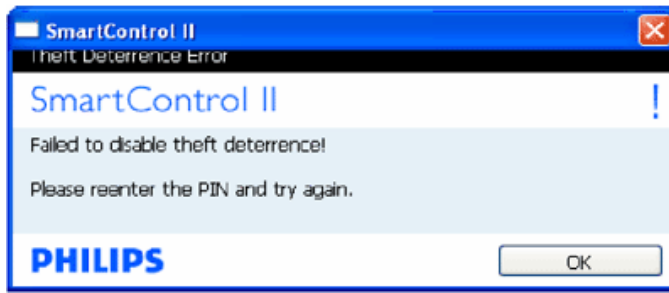 SmartControl II
Theft Deterrence Error
SmartControl II !
Failed to disable theft deterrence!
Please reenter the PIN and try again.
PHILIPS
OK